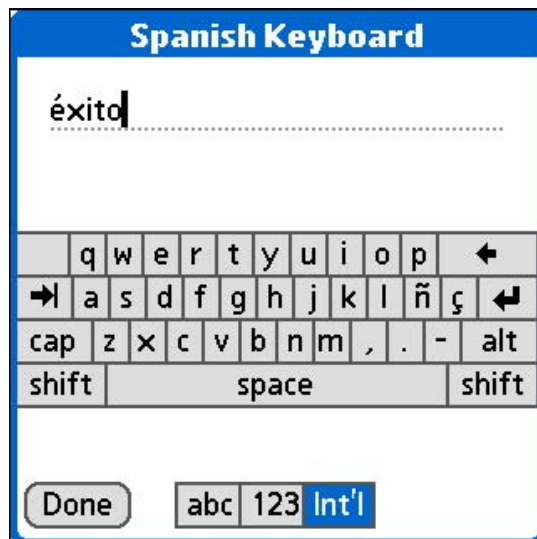 Spanish Keyboard
éxito
q w e r t y u i o p
a s d f g h j k l ñ ç
cap z x c v b n m , . - alt
shift space shift
Done abc 123 Int'l